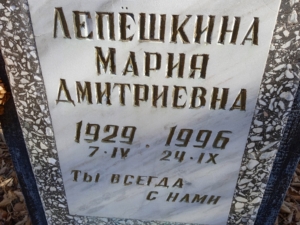 ЛЕПЁШКИНА
МАРИЯ
ДМИТРИЕВНА
1929 . 1996
7·IV 24·IX
ТЫ ВСЕГДА
С НАМИ